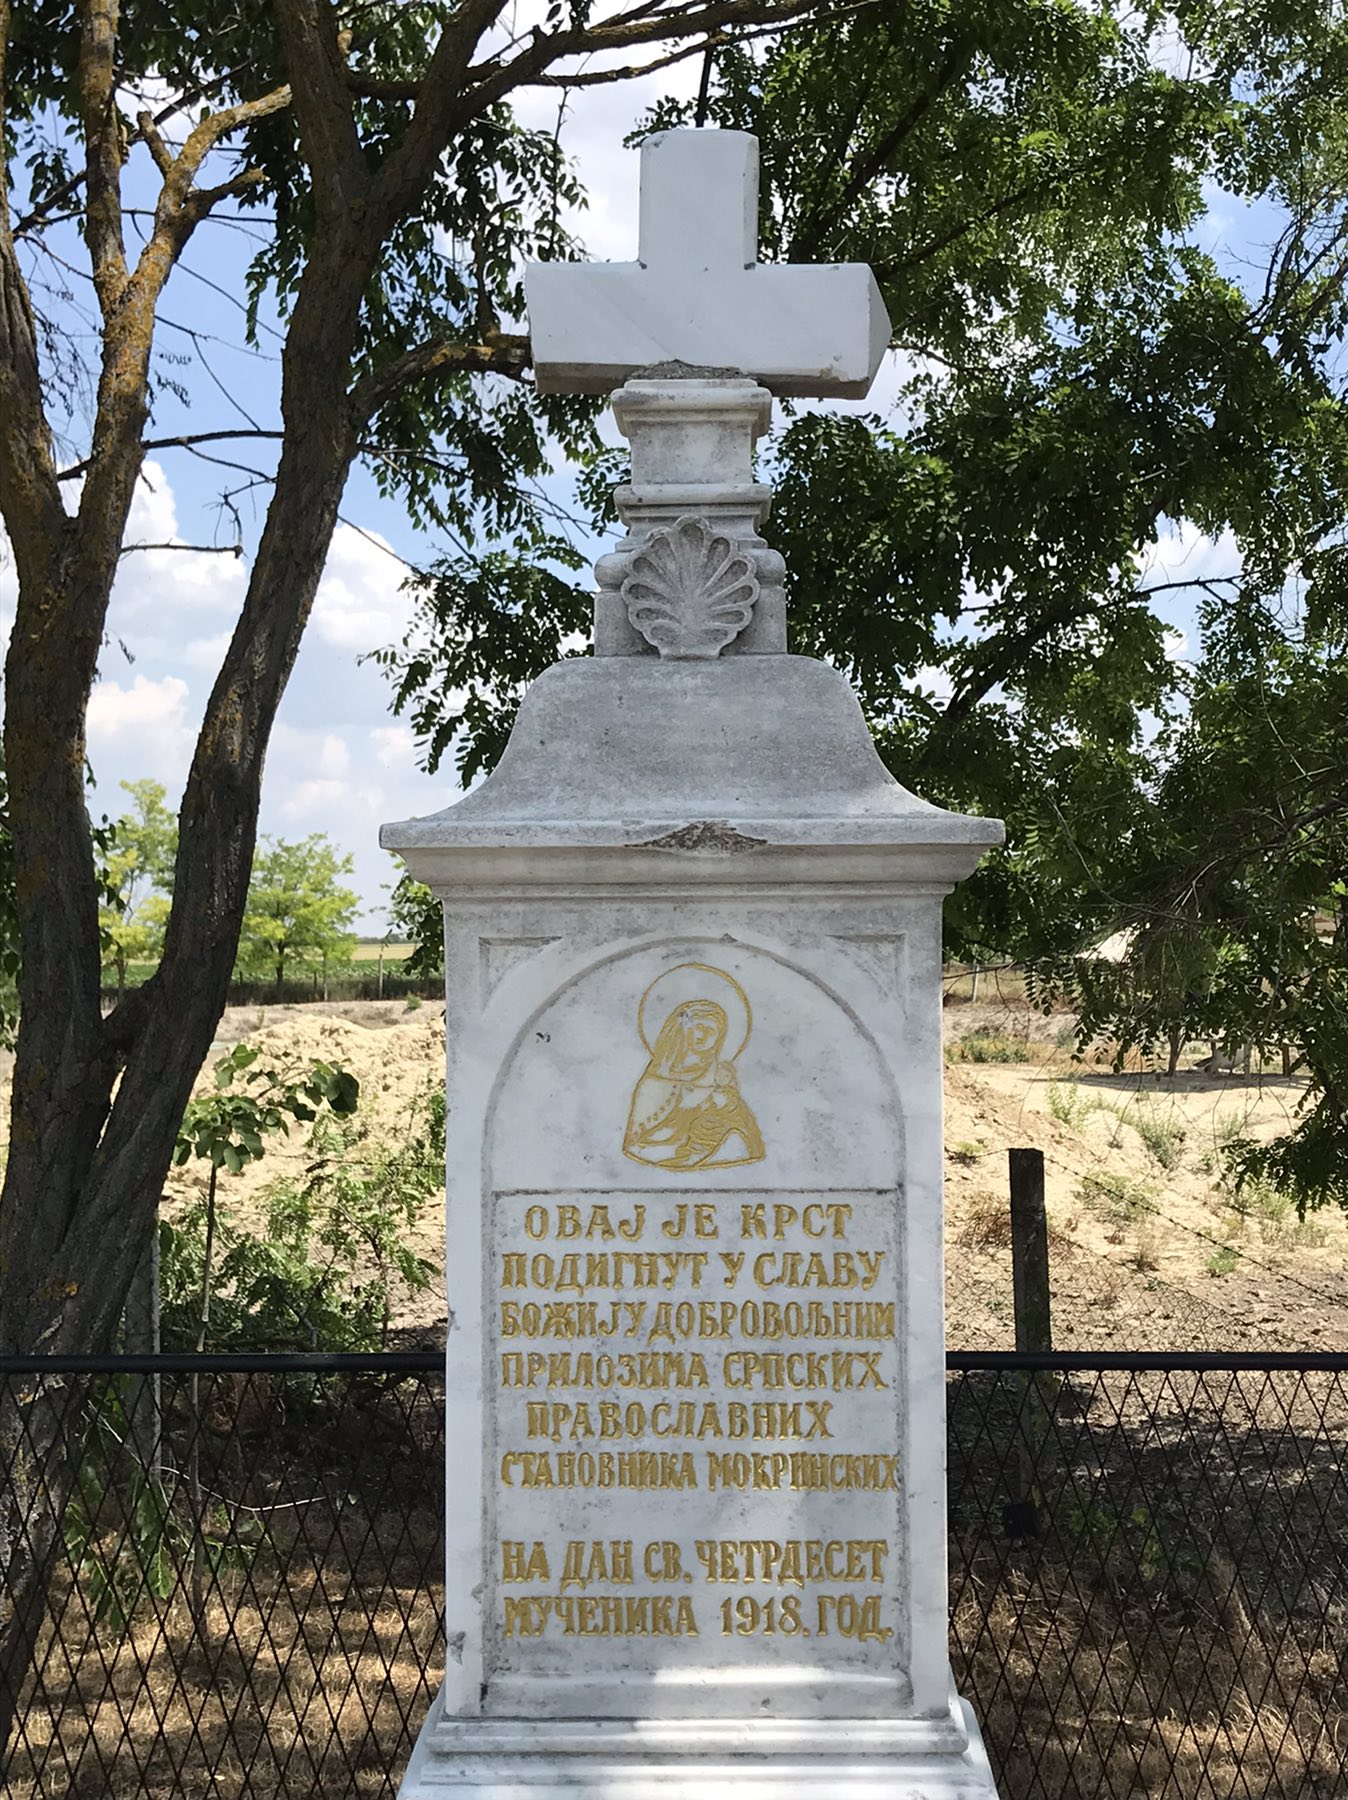 ОВАЈ ЈЕ КРСТ
ПОДИГНУТ У СЛАВУ
БОЖИЈУ ДОБРОВОЉНИМ
ПРИЛОЗИМА СРПСКИХ
ПРАВОСЛАВНИХ
СТАНОВНИКА МОКРИНСКИХ
НА ДАН СВ. ЧЕТРДЕСЕТ
МУЧЕНИКА 1918. ГОД.